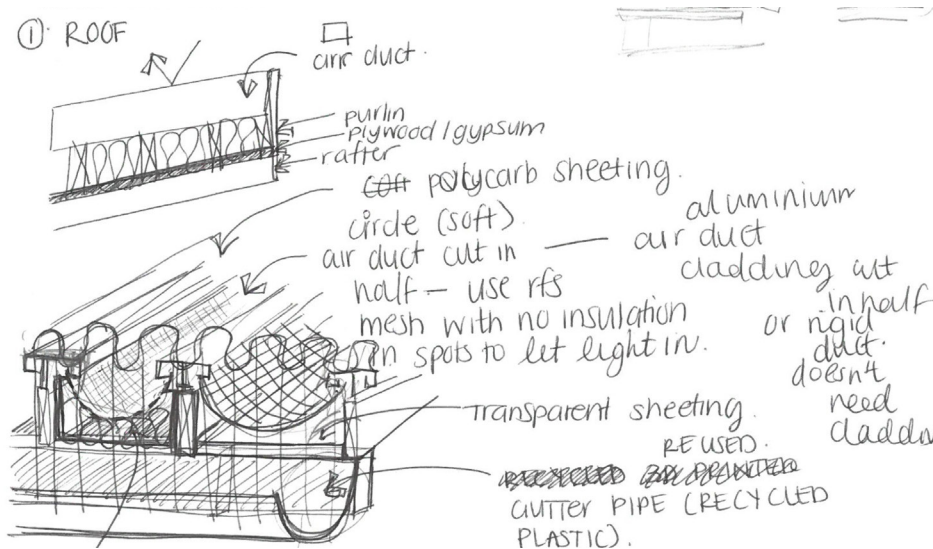 ① ROOF
air duct.
purlin
plywood/gypsum
rafter
polycarb sheeting.
circle (soft).
air duct cut in
half – use rfs
mesh with no insulation
in spots to let light in.
aluminium
air duct
cladding cut
in half
or rigid
duct.
doesn't
need
Transparent sheeting.
REUSED.
GUTTER PIPE (RECYCLED
PLASTIC).